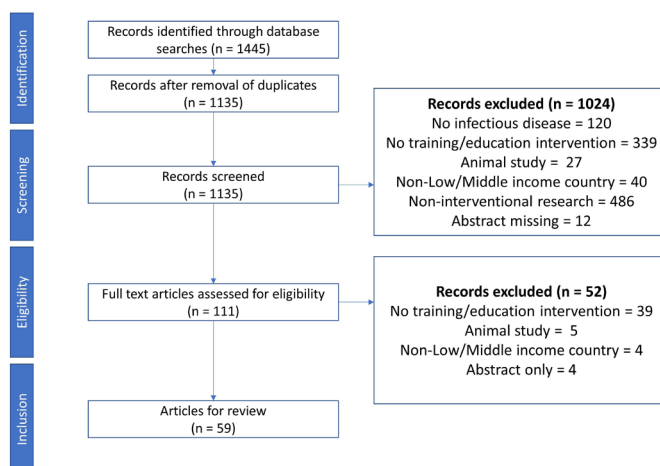 Identification
Records identified through database
searches (n = 1445)
Records after removal of duplicates
(n = 1135)
Screening
Records screened
(n = 1135)
Records excluded (n = 1024)
No infectious disease = 120
No training/education intervention = 339
Animal study = 27
Non-Low/Middle income country = 40
Non-interventional research = 486
Abstract missing = 12
Eligibility
Full text articles assessed for eligibility
(n = 111)
Records excluded (n = 52)
No training/education intervention = 39
Animal study = 5
Non-Low/Middle income country = 4
Abstract only = 4
Inclusion
Articles for review
(n = 59)